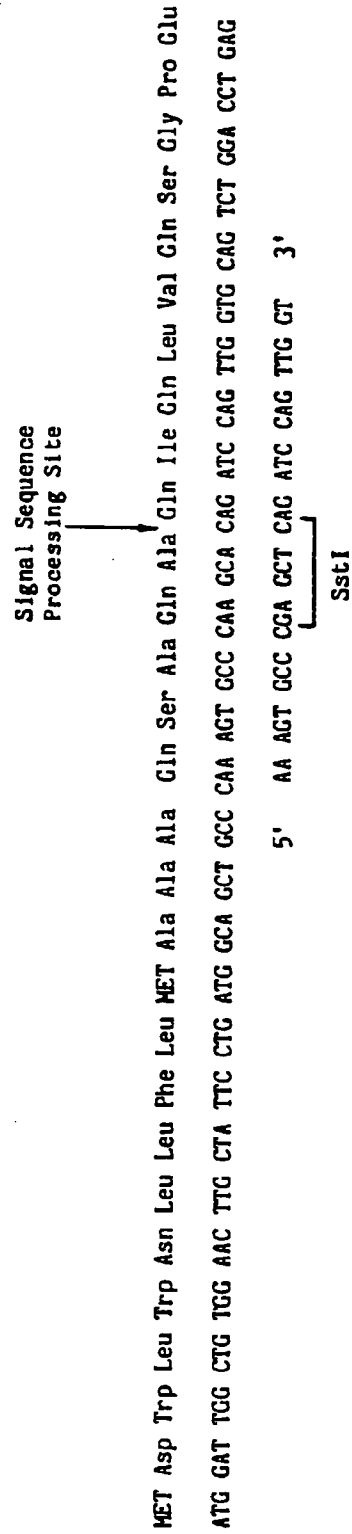 Signal Sequence
Processing Site
MET Asp Trp Leu Trp Asn Leu Leu Phe Leu MET Ala Ala Ala Gln Ser Ala Gln Ala Gln Ile Gln Leu Val Gln Ser Gly Pro Glu
ATG GAT TGG CTG TGG AAC TTG CTA TTC CTG ATG GCA GCT GCC CAA AGT GCC CAA GCA CAG ATC CAG TTG GTG CAG TCT GGA CCT GAG
5' AA AGT GCC CGA GCT CAG ATC CAG TTG GT 3'
SstI